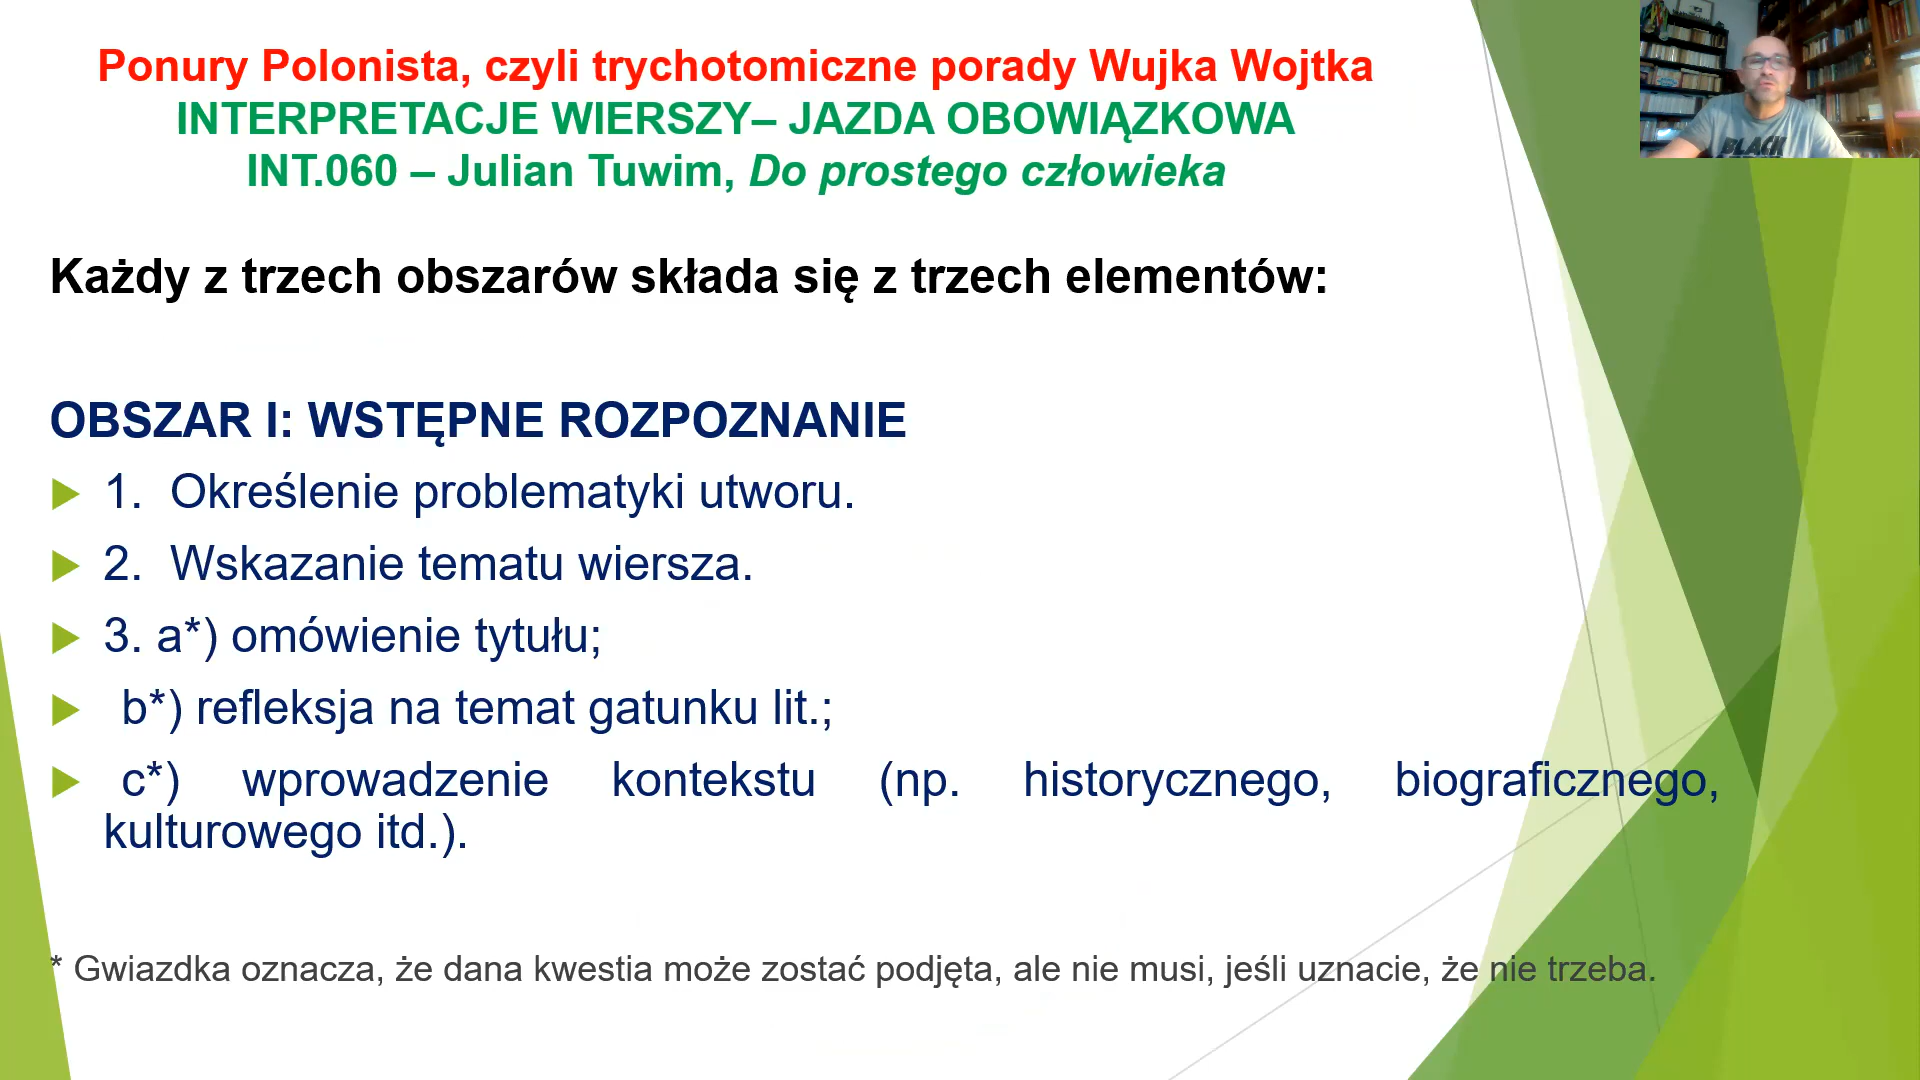 Ponury Polonista, czyli trychotomiczne porady Wujka Wojtka
INTERPRETACJE WIERSZY– JAZDA OBOWIĄZKOWA
INT.060 – Julian Tuwim, Do prostego człowieka
Każdy z trzech obszarów składa się z trzech elementów:
OBSZAR I: WSTĘPNE ROZPOZNANIE
1. Określenie problematyki utworu.
2. Wskazanie tematu wiersza.
3. a*) omówienie tytułu;
b*) refleksja na temat gatunku lit.;
c*) wprowadzenie kontekstu (np. historycznego, biograficznego,
kulturowego itd.).
* Gwiazdka oznacza, że dana kwestia może zostać podjęta, ale nie musi, jeśli uznacie, że nie trzeba.
BLACK